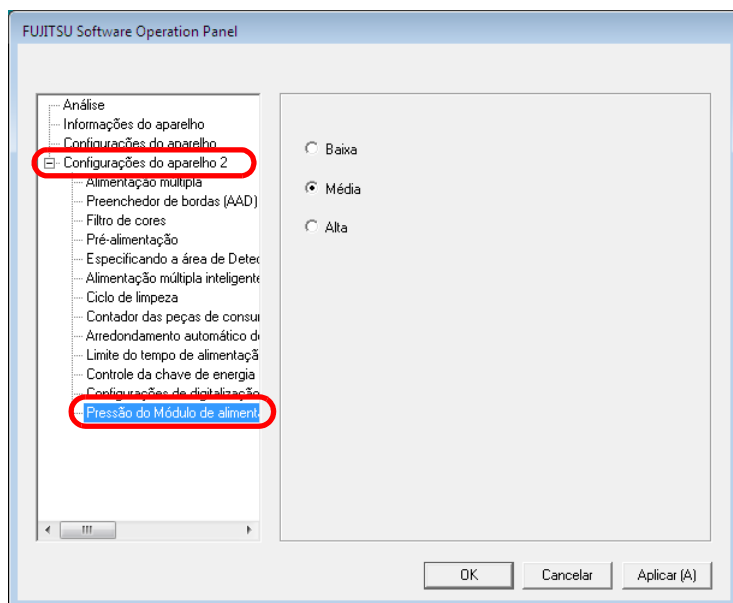 FUJITSU Software Operation Panel
Análise
Informações do aparelho
Configurações do aparelho
Configurações do aparelho 2
Alimentação múltipla
Preenchedor de bordas (AAD)
Filtro de cores
Pré-alimentação
Especificando a área de Detec
Alimentação múltipla inteligente
Ciclo de limpeza
Contador das peças de consu
Arredondamento automático d
Limite do tempo de alimentaçã
Controle da chave de energia
Configurações de digitalização
Pressão do Módulo de aliment
Baixa
Média
Alta
OK
Cancelar
Aplicar (A)